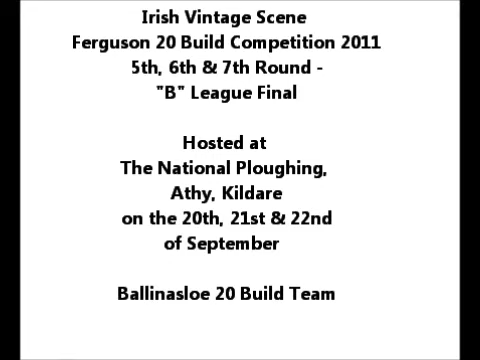 Irish Vintage Scene
Ferguson 20 Build Competition 2011
5th, 6th & 7th Round -
"B" League Final
Hosted at
The National Ploughing,
Athy, Kildare
on the 20th, 21st & 22nd
of September
Ballinasloe 20 Build Team